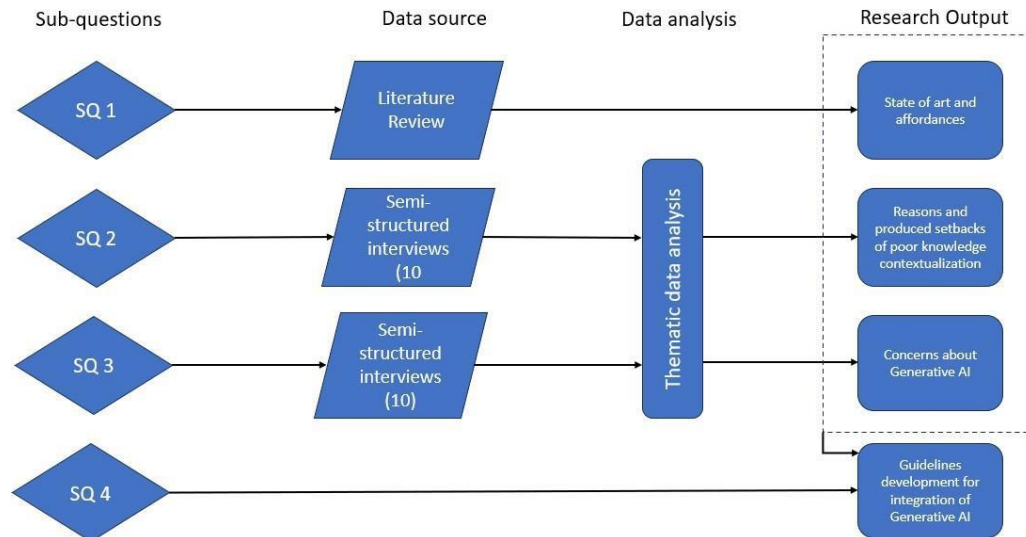 Sub-questions
Data source
Data analysis
Research Output
SQ 1
Literature
Review
State of art and
affordances
SQ 2
Semi-
structured
interviews
(10
Thematic data analysis
Reasons and
produced setbacks
of poor knowledge
contextualization
SQ 3
Semi-
structured
interviews
(10)
Concerns about
Generative AI
SQ 4
Guidelines
development for
integration of
Generative AI